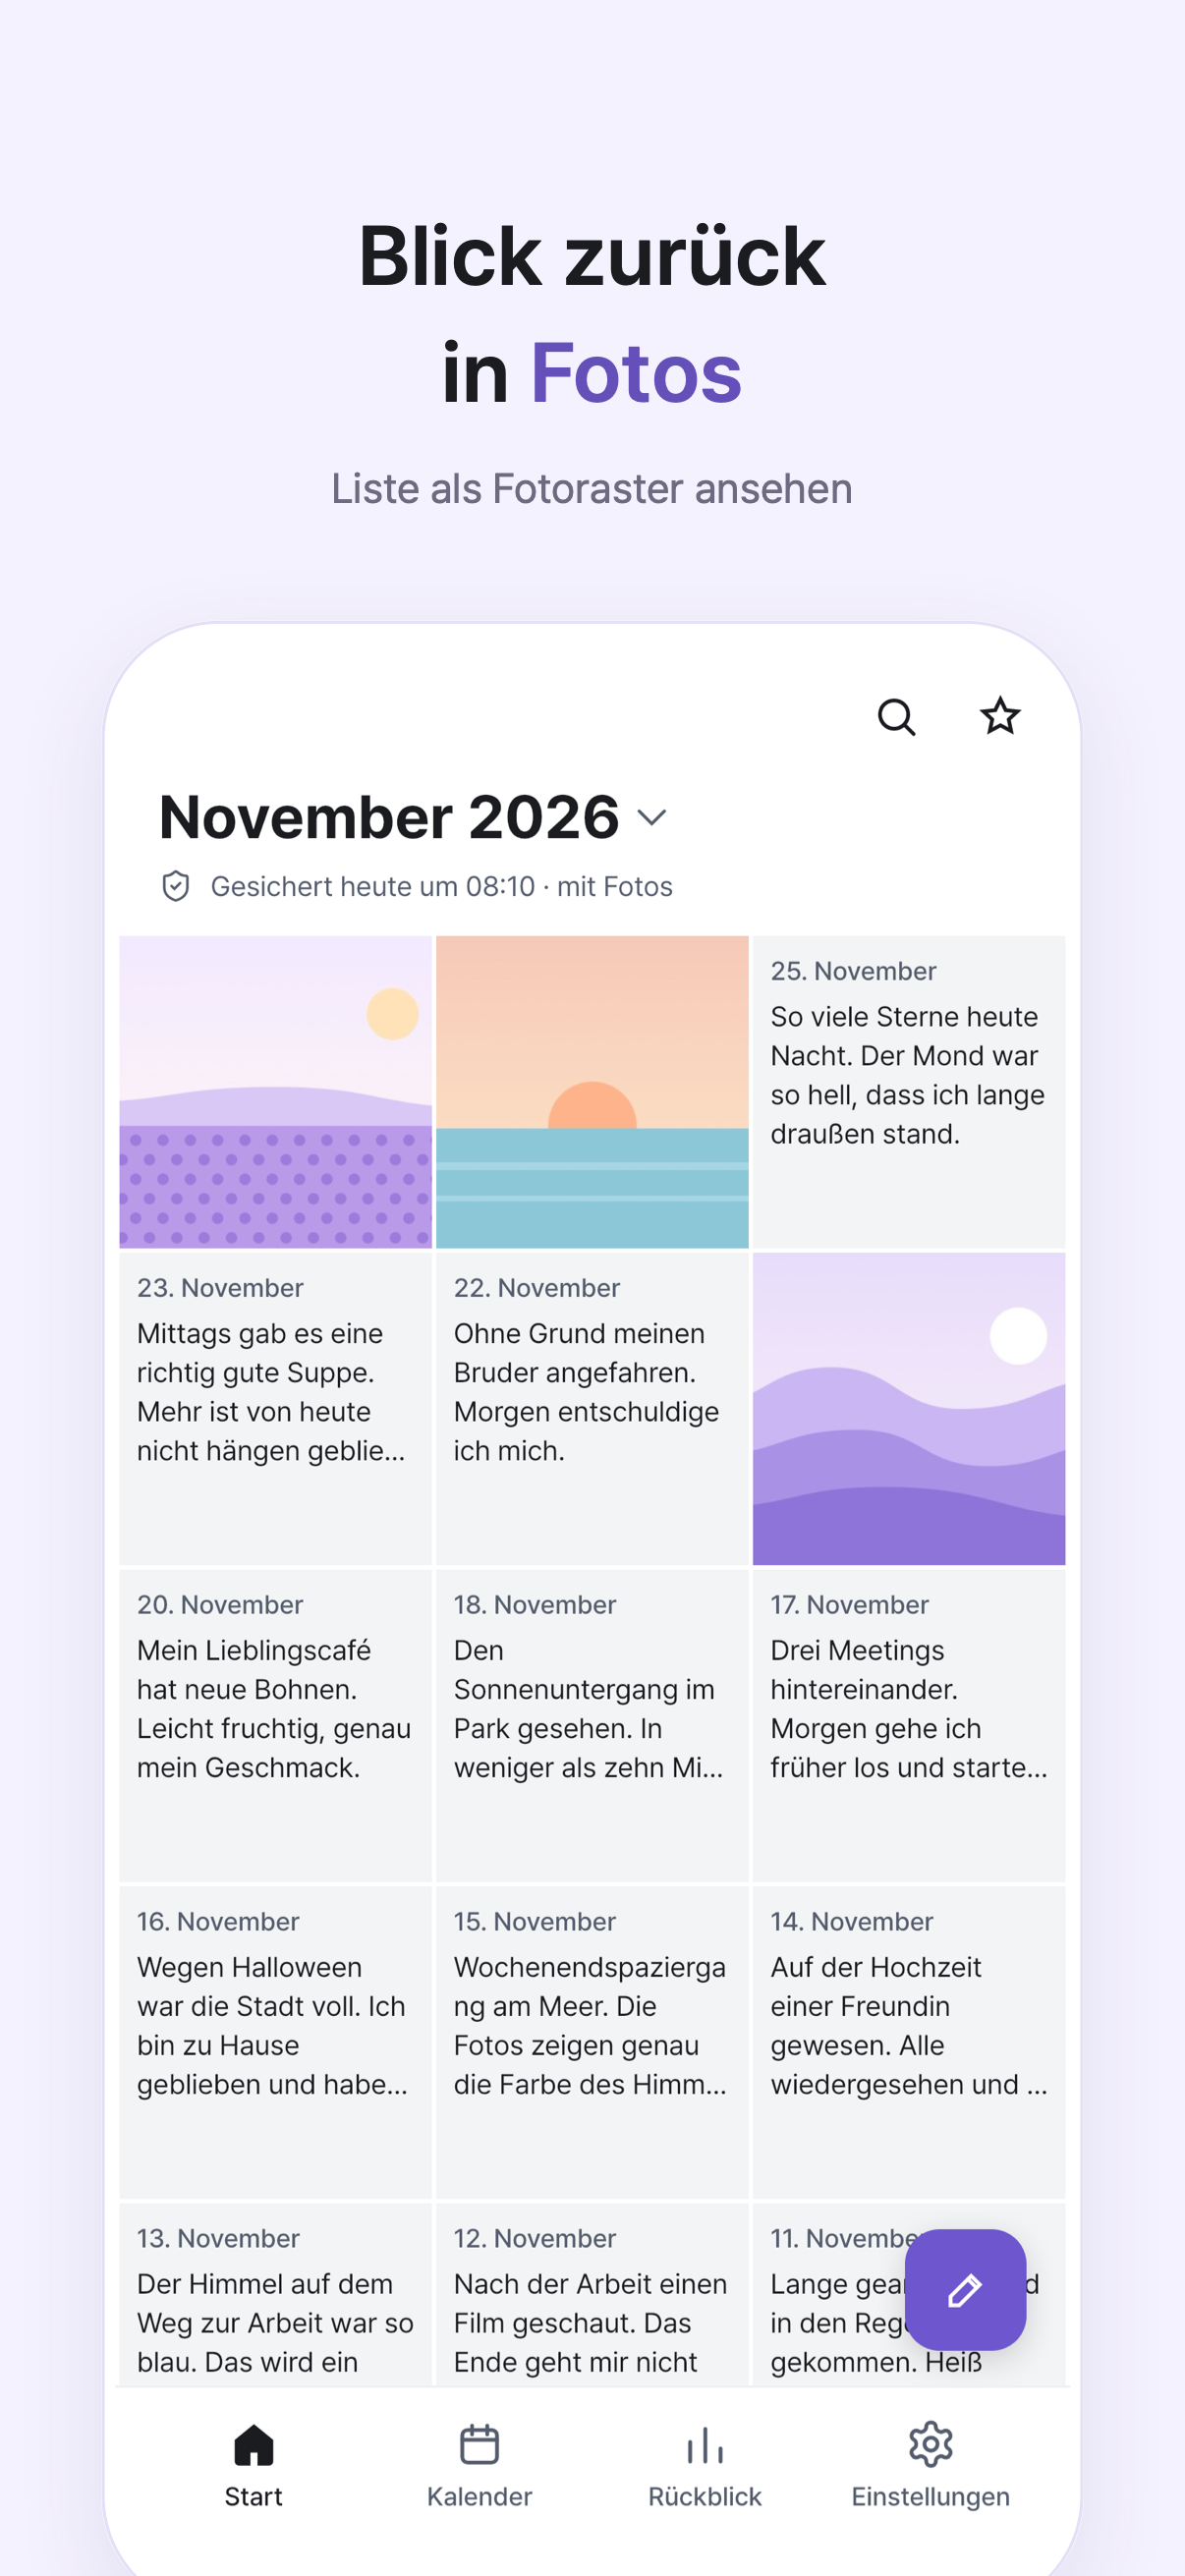 Blick zurück
in Fotos
Liste als Fotoraster ansehen
November 2026
Gesichert heute um 08:10 · mit Fotos
25. November
So viele Sterne heute
Nacht. Der Mond war
so hell, dass ich lange
draußen stand.
23. November
Mittags gab es eine
richtig gute Suppe.
Mehr ist von heute
nicht hängen geblie...
22. November
Ohne Grund meinen
Bruder angefahren.
Morgen entschuldige
ich mich.
20. November
Mein Lieblingscafé
hat neue Bohnen.
Leicht fruchtig, genau
mein Geschmack.
18. November
Den
Sonnenuntergang im
Park gesehen. In
weniger als zehn Mi...
17. November
Drei Meetings
hintereinander.
Morgen gehe ich
früher los und starte...
16. November
Wegen Halloween
war die Stadt voll. Ich
bin zu Hause
geblieben und habe...
15. November
Wochenendspazierga
ng am Meer. Die
Fotos zeigen genau
die Farbe des Himm...
14. November
Auf der Hochzeit
einer Freundin
gewesen. Alle
wiedergesehen und ...
13. November
Der Himmel auf dem
Weg zur Arbeit war so
blau. Das wird ein
12. November
Nach der Arbeit einen
Film geschaut. Das
Ende geht mir nicht
11. November
Lange
in den
gekommen. Heiß
Start
Kalender
Rückblick
Einstellungen